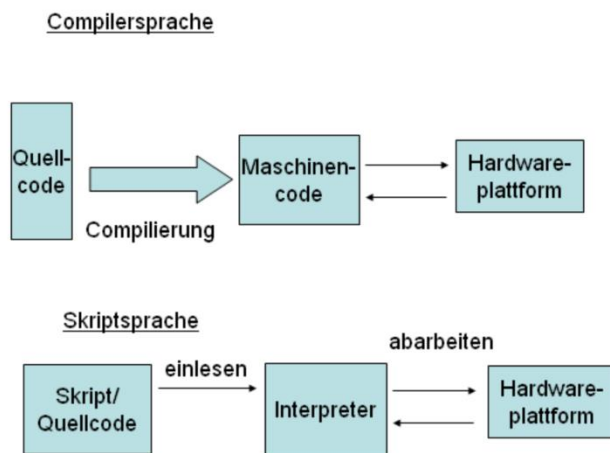 Compilersprache
Quell-
code
Compilierung
Maschinen-
code
Hardware-
plattform
Skriptsprache
Skript/
Quellcode
einlesen
Interpreter
abarbeiten
Hardware-
plattform